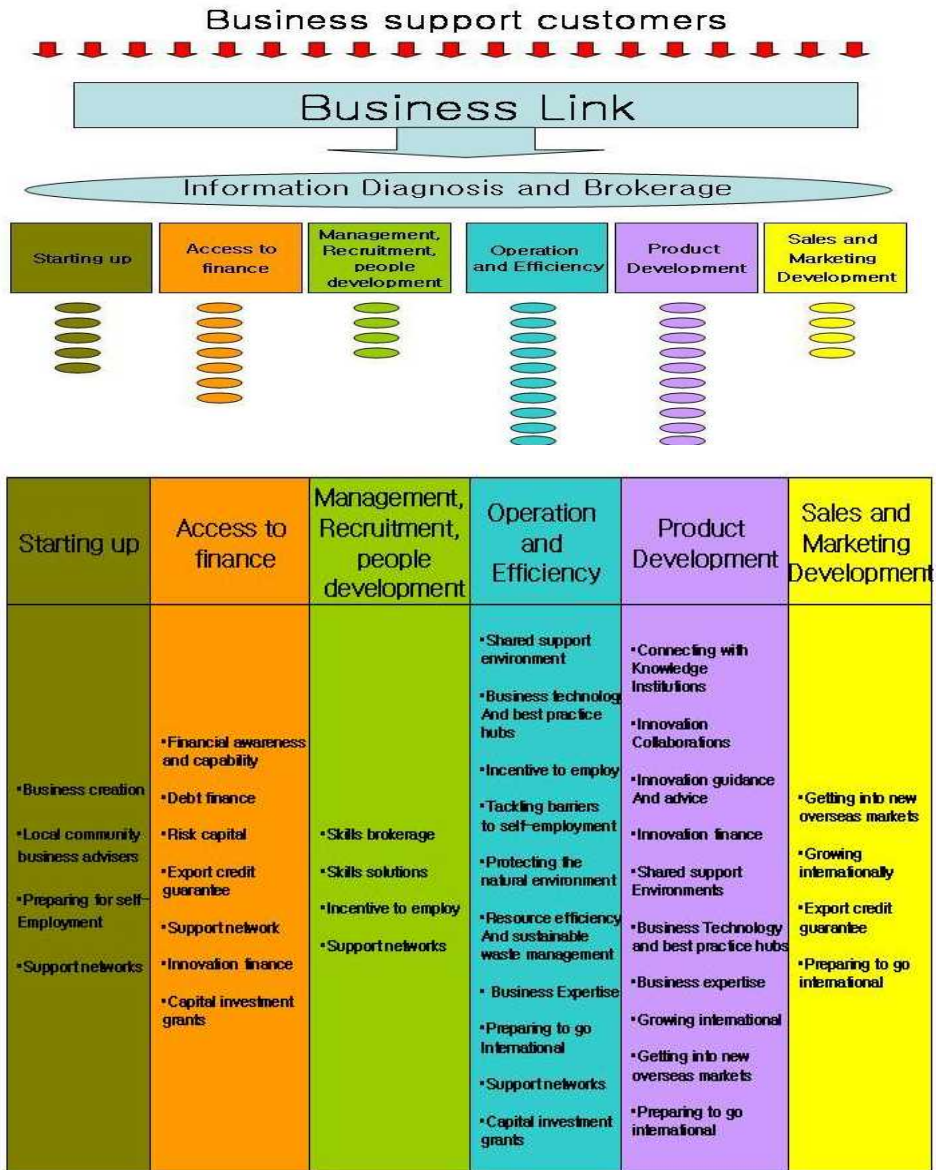 Business support customers
Business Link
Information Diagnosis and Brokerage
Starting up
Access to
finance
Management,
Recruitment,
people
development
Operation
and Efficiency
Product
Development
Sales and
Marketing
Development
Starting up
Access to
finance
Management,
Recruitment,
people
development
Operation
and
Efficiency
Product
Development
Sales and
Marketing
Development
•Business creation
•Local community
business advisers
•Preparing for self-
Employment
•Support networks
•Financial awareness
and capability
•Debt finance
•Risk capital
•Export credit
guarantee
•Support network
•Innovation finance
•Capital investment
grants
•Skills brokerage
•Skills solutions
•Incentive to employ
•Support networks
•Shared support
environment
•Business technology
And best practice
hubs
•Incentive to employ
•Tackling barriers
to self-employment
•Protecting the
natural environment
•Resource efficiency
And sustainable
waste management
• Business Expertise
•Preparing to go
International
•Support networks
•Capital investment
grants
•Connecting with
Knowledge
Institutions
•Innovation
Collaborations
•Innovation guidance
And advice
•Innovation finance
•Shared support
Environments
•Business Technology
and best practice hubs
•Business expertise
•Growing international
•Getting into new
overseas markets
•Preparing to go
international
•Getting into new
overseas markets
•Growing
internationally
•Export credit
guarantee
•Preparing to go
international